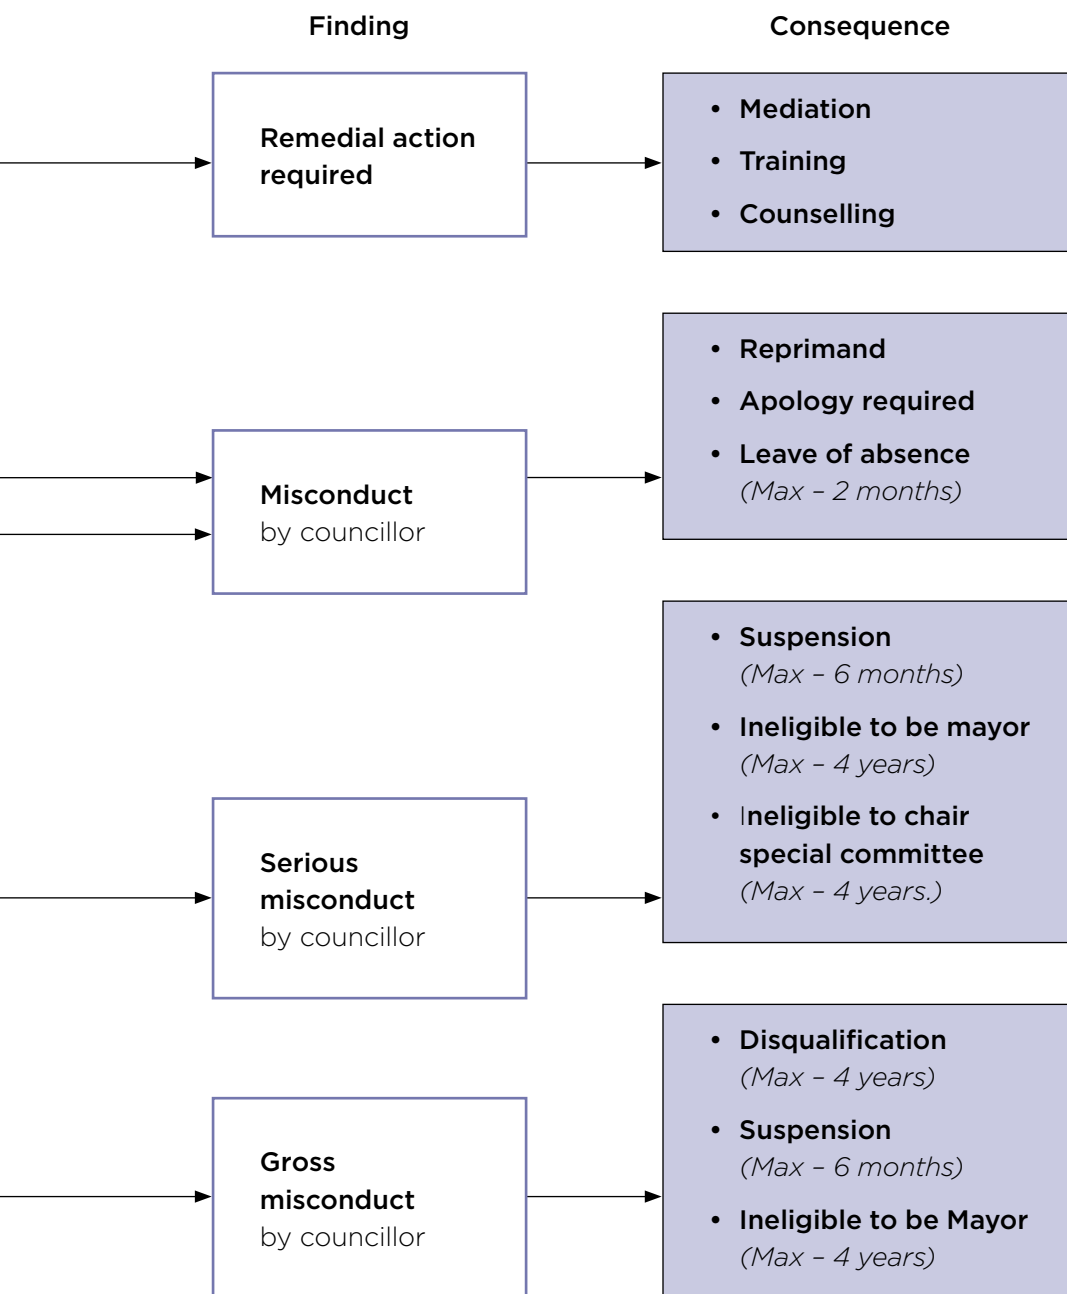 Finding
Consequence
Remedial action
required
• Mediation
• Training
• Counselling
Misconduct
by councillor
• Reprimand
• Apology required
• Leave of absence
(Max – 2 months)
Serious
misconduct
by councillor
• Suspension
(Max – 6 months)
• Ineligible to be mayor
(Max – 4 years)
• Ineligible to chair
special committee
(Max – 4 years.)
Gross
misconduct
by councillor
• Disqualification
(Max – 4 years)
• Suspension
(Max – 6 months)
• Ineligible to be Mayor
(Max – 4 years)